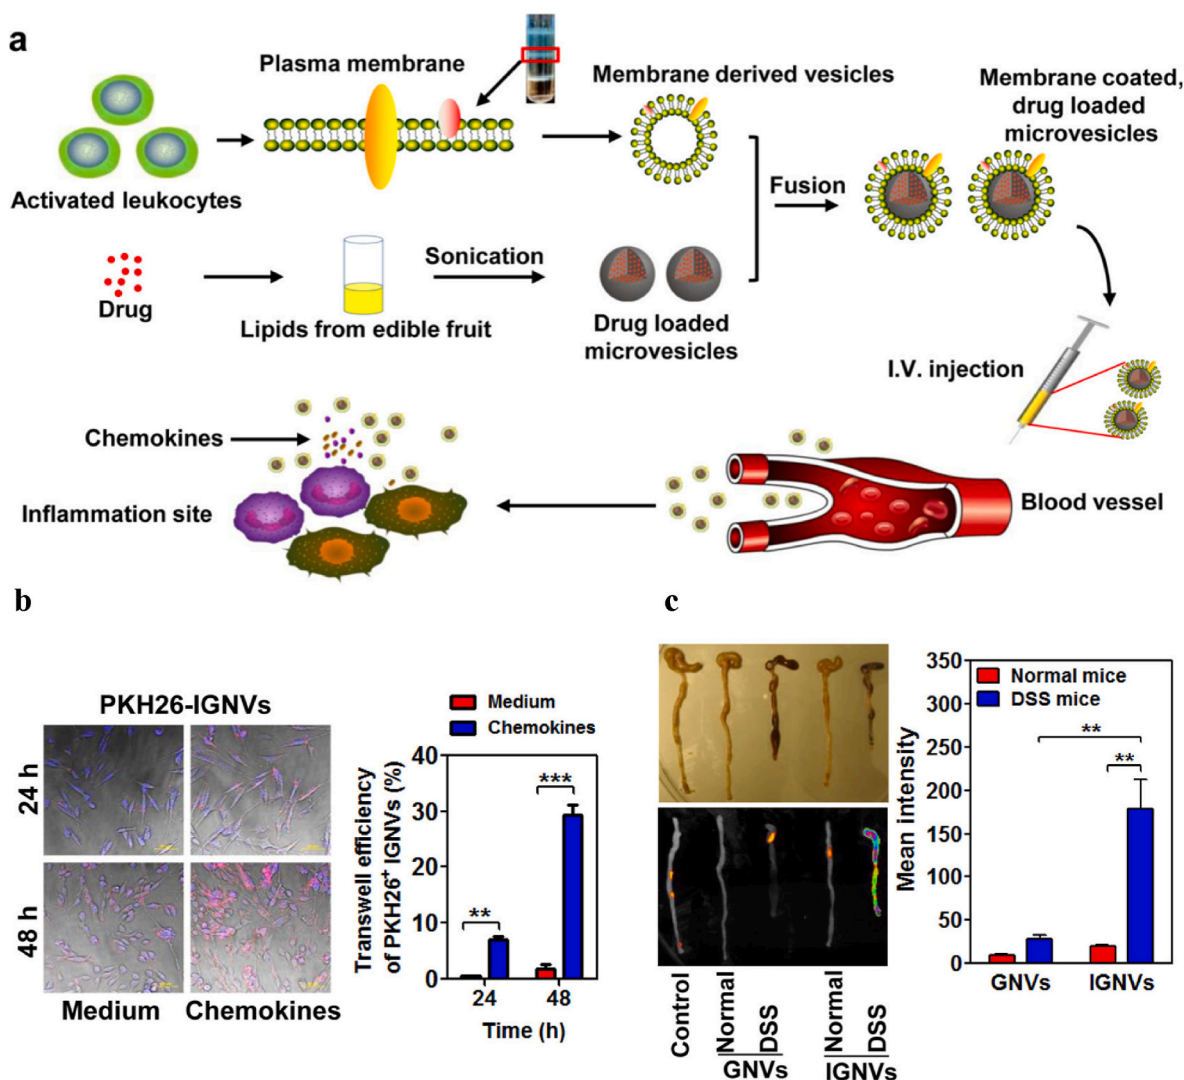 a
Plasma membrane
Membrane derived vesicles
Membrane coated,
drug loaded
microvesicles
Activated leukocytes
Fusion
Sonication
Drug
Lipids from edible fruit
Drug loaded
microvesicles
I.V. injection
Chemokines
Inflammation site
Blood vessel
b
PKH26-IGNVs
24 h
48 h
Medium
Chemokines
Medium
Chemokines
Transwell efficiency
of PKH26+ IGNVs (%)
40
30
20
10
0
**
***
24
48
Time (h)
c
Control
Normal
DSS
GNVs
Normal
DSS
IGNVs
Mean intensity
350
300
250
200
150
100
50
0
Normal mice
DSS mice
**
**
GNVs
IGNVs